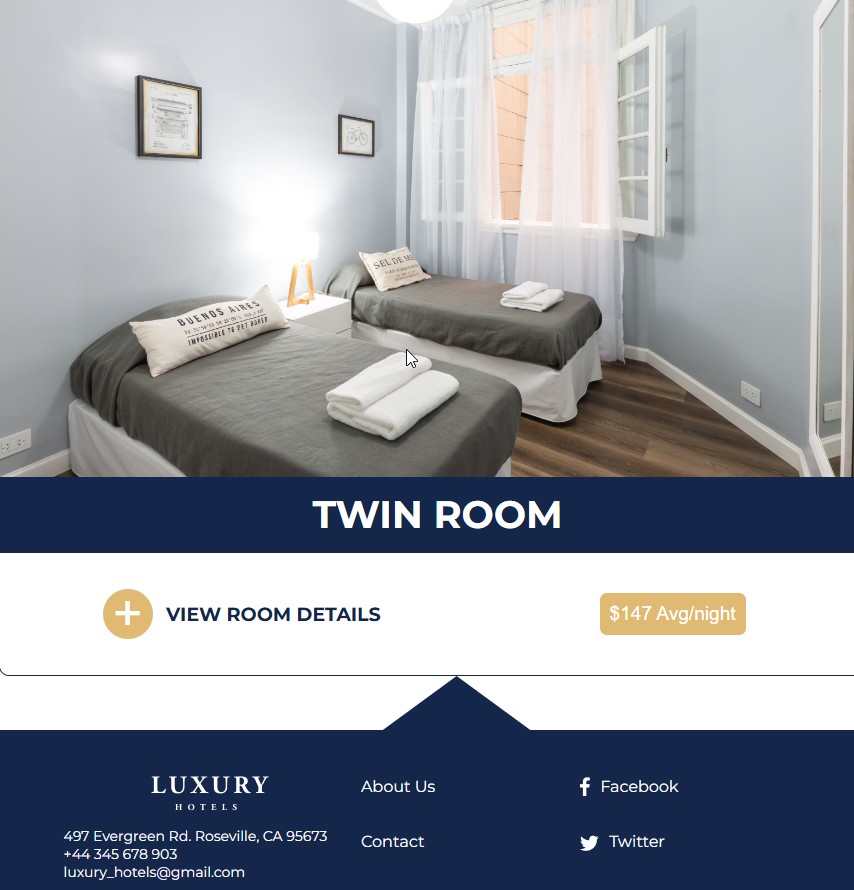 BUENOS AIRES
IMPOSSIBLE TO GET BORED
SEL DE MER
TWIN ROOM
VIEW ROOM DETAILS
$147 Avg/night
LUXURY
HOTELS
About Us
Facebook
497 Evergreen Rd. Roseville, CA 95673
+44 345 678 903
luxury_hotels@gmail.com
Contact
Twitter